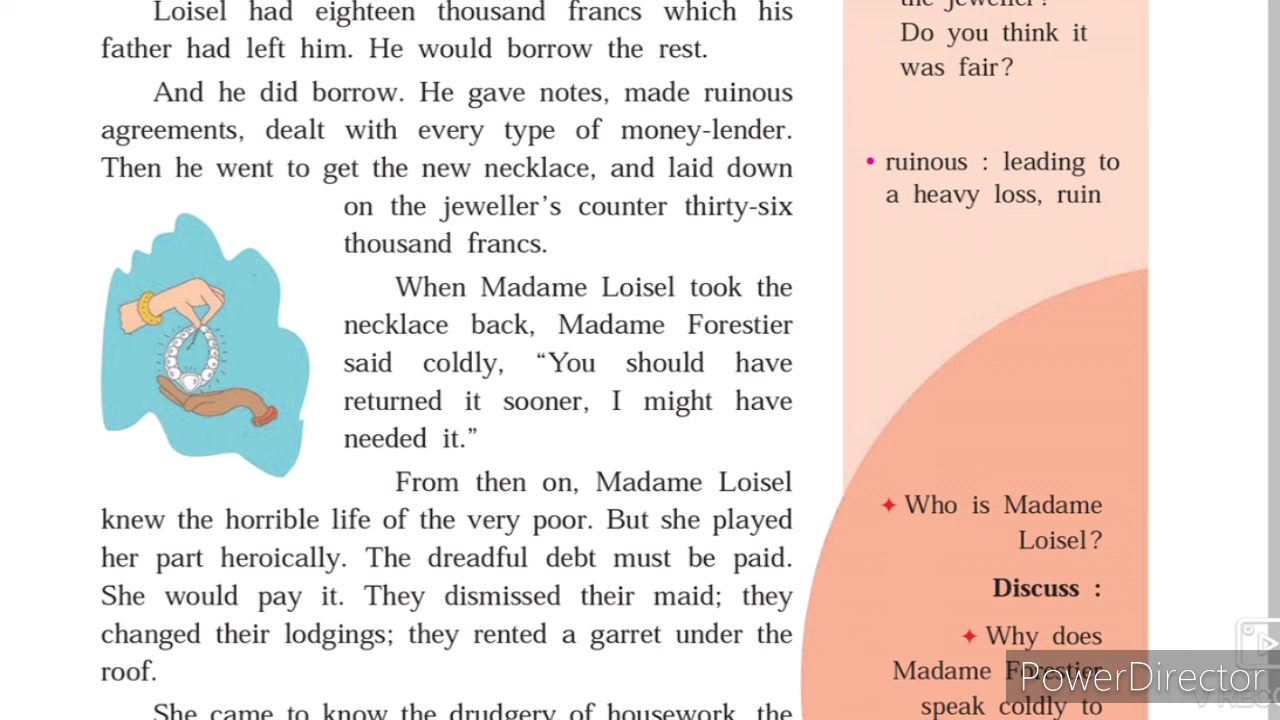 Loisel had eighteen thousand francs which his
father had left him. He would borrow the rest.
And he did borrow. He gave notes, made ruinous
agreements, dealt with every type of money-lender.
Then he went to get the new necklace, and laid down
on the jeweller's counter thirty-six
thousand francs.
When Madame Loisel took the
necklace back, Madame Forestier
said coldly, “You should have
returned it sooner, I might have
needed it.”
From then on, Madame Loisel
knew the horrible life of the very poor. But she played
her part heroically. The dreadful debt must be paid.
She would pay it. They dismissed their maid; they
changed their lodgings; they rented a garret under the
roof.
She came to know the drudgery of housework, the
the jeweller?
Do you think it
was fair?
• ruinous : leading to
a heavy loss, ruin
✦ Who is Madame
Loisel?
Discuss :
✦ Why does
Madame Forestier
speak coldly to
PowerDirector